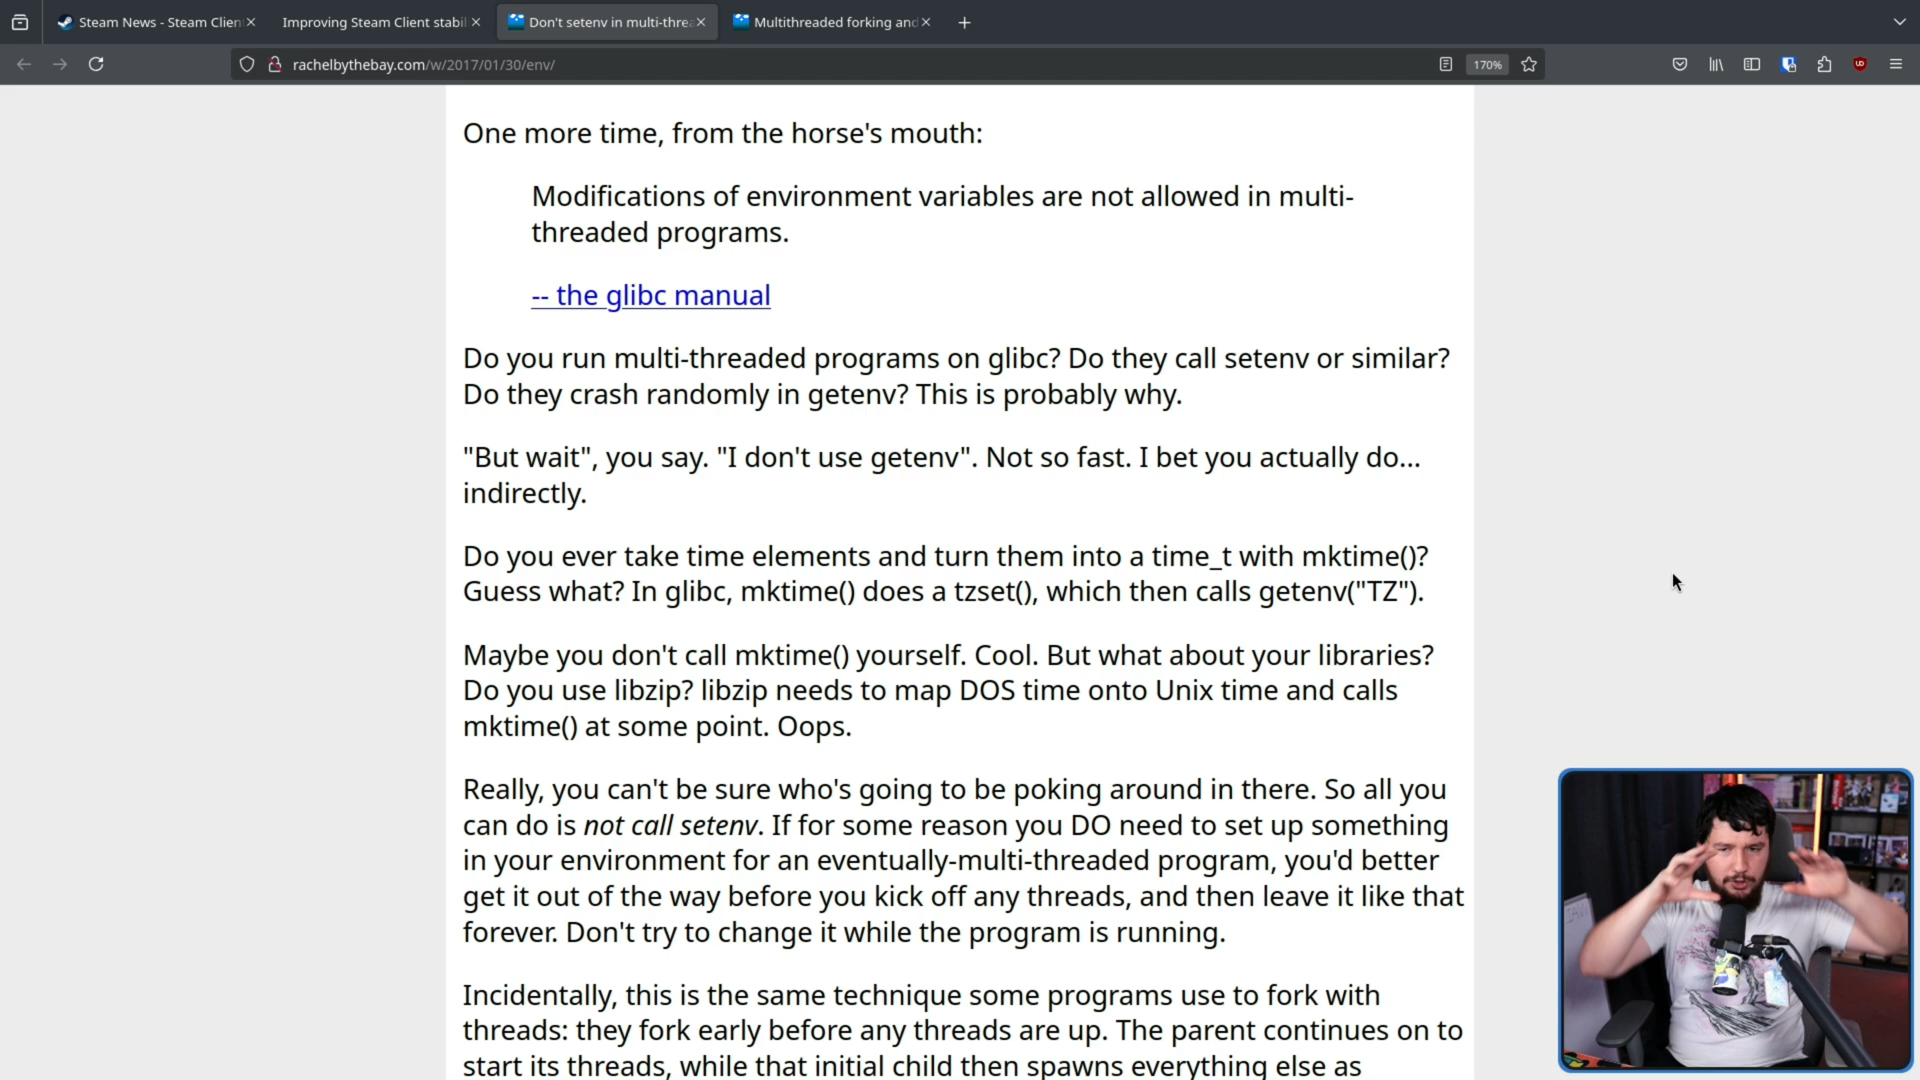 Steam News - Steam Clien
Improving Steam Client stabil
Don't setenv in multi-threa
Multithreaded forking and
rachelbythebay.com/w/2017/01/30/env/
170%
One more time, from the horse's mouth:
Modifications of environment variables are not allowed in multi-
threaded programs.
-- the glibc manual
Do you run multi-threaded programs on glibc? Do they call setenv or similar?
Do they crash randomly in getenv? This is probably why.
"But wait", you say. "I don't use getenv". Not so fast. I bet you actually do...
indirectly.
Do you ever take time elements and turn them into a time_t with mktime()?
Guess what? In glibc, mktime() does a tzset(), which then calls getenv("TZ").
Maybe you don't call mktime() yourself. Cool. But what about your libraries?
Do you use libzip? libzip needs to map DOS time onto Unix time and calls
mktime() at some point. Oops.
Really, you can't be sure who's going to be poking around in there. So all you
can do is not call setenv. If for some reason you DO need to set up something
in your environment for an eventually-multi-threaded program, you'd better
get it out of the way before you kick off any threads, and then leave it like that
forever. Don't try to change it while the program is running.
Incidentally, this is the same technique some programs use to fork with
threads: they fork early before any threads are up. The parent continues on to
start its threads, while that initial child then spawns everything else as